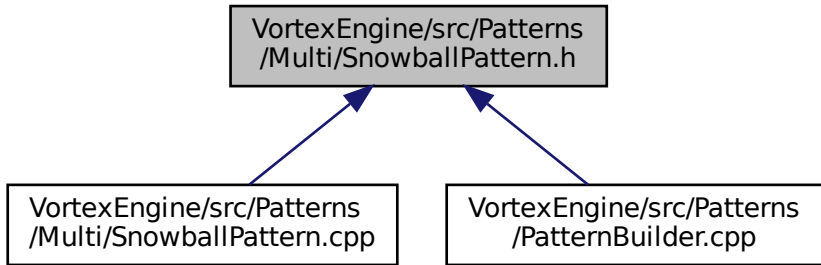 VortexEngine/src/Patterns
/Multi/SnowballPattern.h
VortexEngine/src/Patterns
/Multi/SnowballPattern.cpp
VortexEngine/src/Patterns
/PatternBuilder.cpp